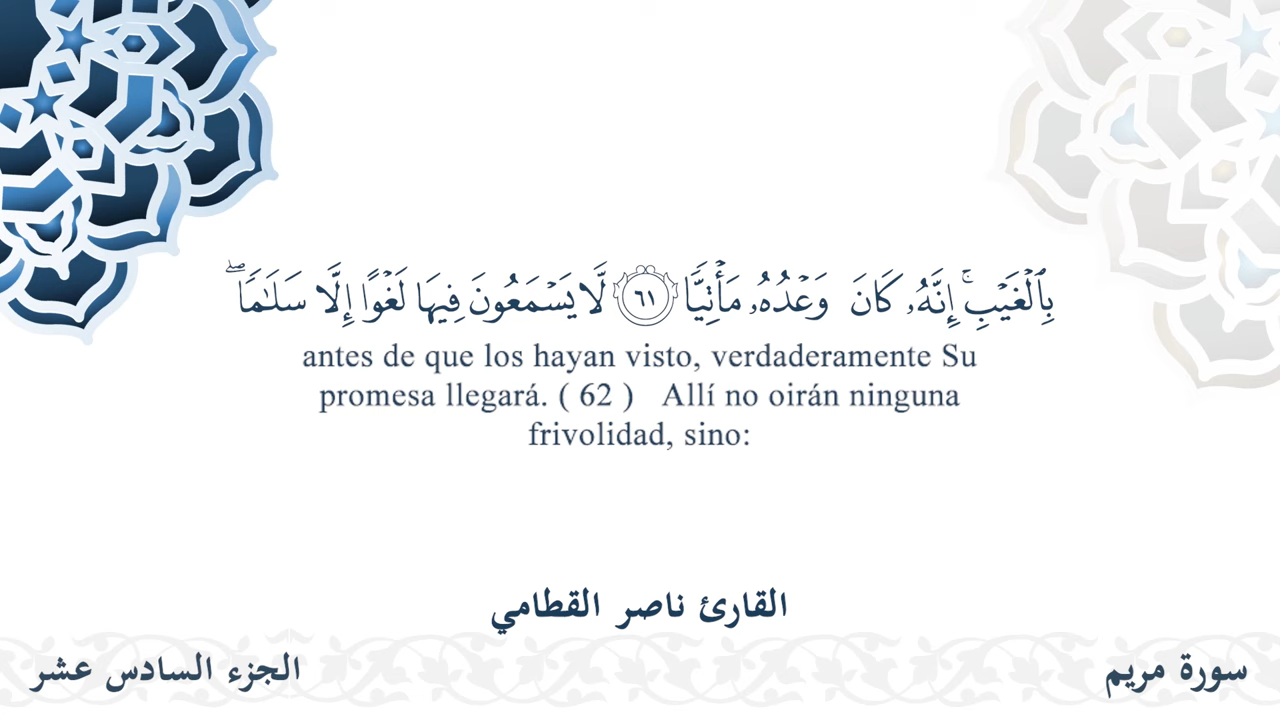 بِٱلۡغَيۡبِۚ إِنَّهُۥ كَانَ وَعۡدُهُۥ مَأۡتِيّٗا ٦١ لَّا يَسۡمَعُونَ فِيهَا لَغۡوًا إِلَّا سَلَٰمٗاۖ
antes de que los hayan visto, verdaderamente Su
promesa llegará. ( 62 ) Allí no oirán ninguna
frivolidad, sino:
القارئ ناصر القطامي
سورة مريم
الجزء السادس عشر